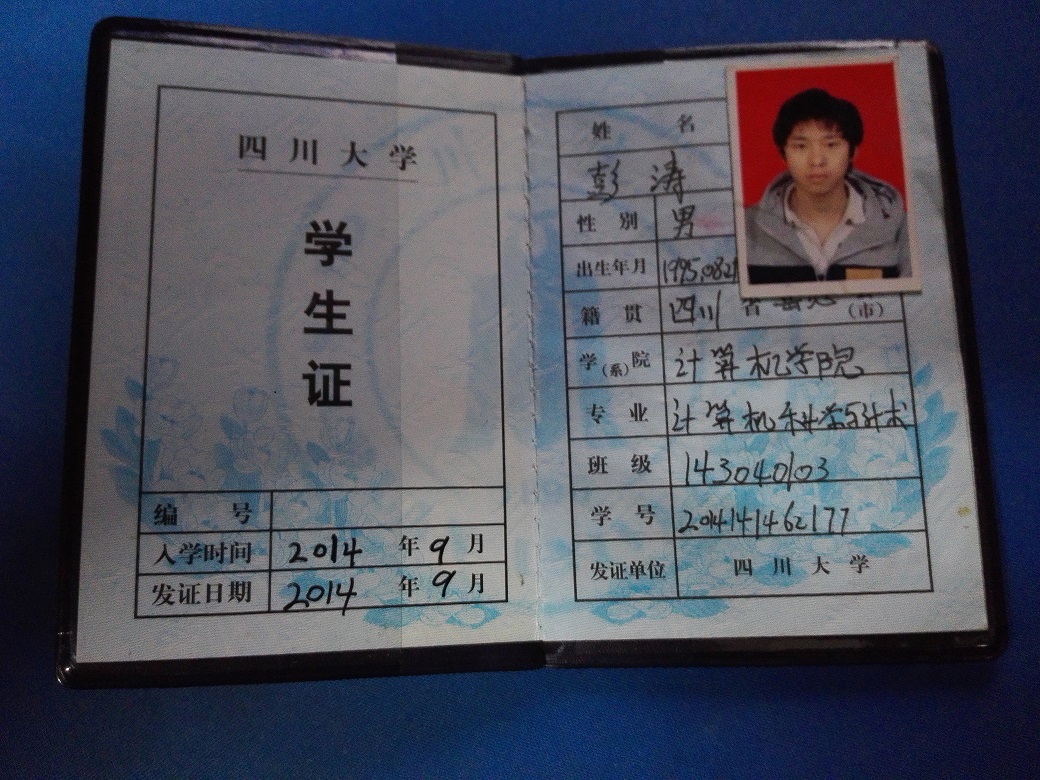 四川大学
学
生
证
编 号
入学时间 2014 年 9 月
发证日期 2014 年 9 月
姓 名
彭涛
性 别 男
出生年月 1995.082
籍 贯 四川 省 (市)
学(系)院 计算机学院
专 业 计算机科学与技术
班 级 143040103
学 号 2014141462177
发证单位 四川大学